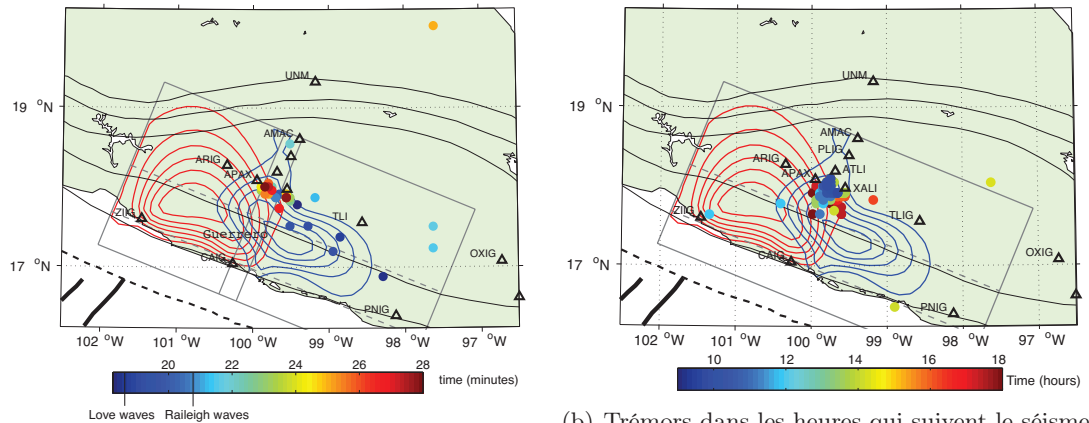 UNM
19 °N
AMAC
ARIG
APAX
ZIIG
TLI
Guerrero
17 °N
CAIG
OXIG
PNIG
102 °W 101 °W 100 °W 99 °W 98 °W 97 °W
20 22 24 26 28
time (minutes)
Love waves Raileigh waves
UNM
19 °N
AMAC
PLIG
ARIG
ATLI
APAX
XALI
ZIIG
TLIG
17 °N
CAIG
OXIG
PNIG
102 °W 101 °W 100 °W 99 °W 98 °W 97 °W
10 12 14 16 18
Time (hours)
(b) Trémors dans les heures qui suivent le séisme